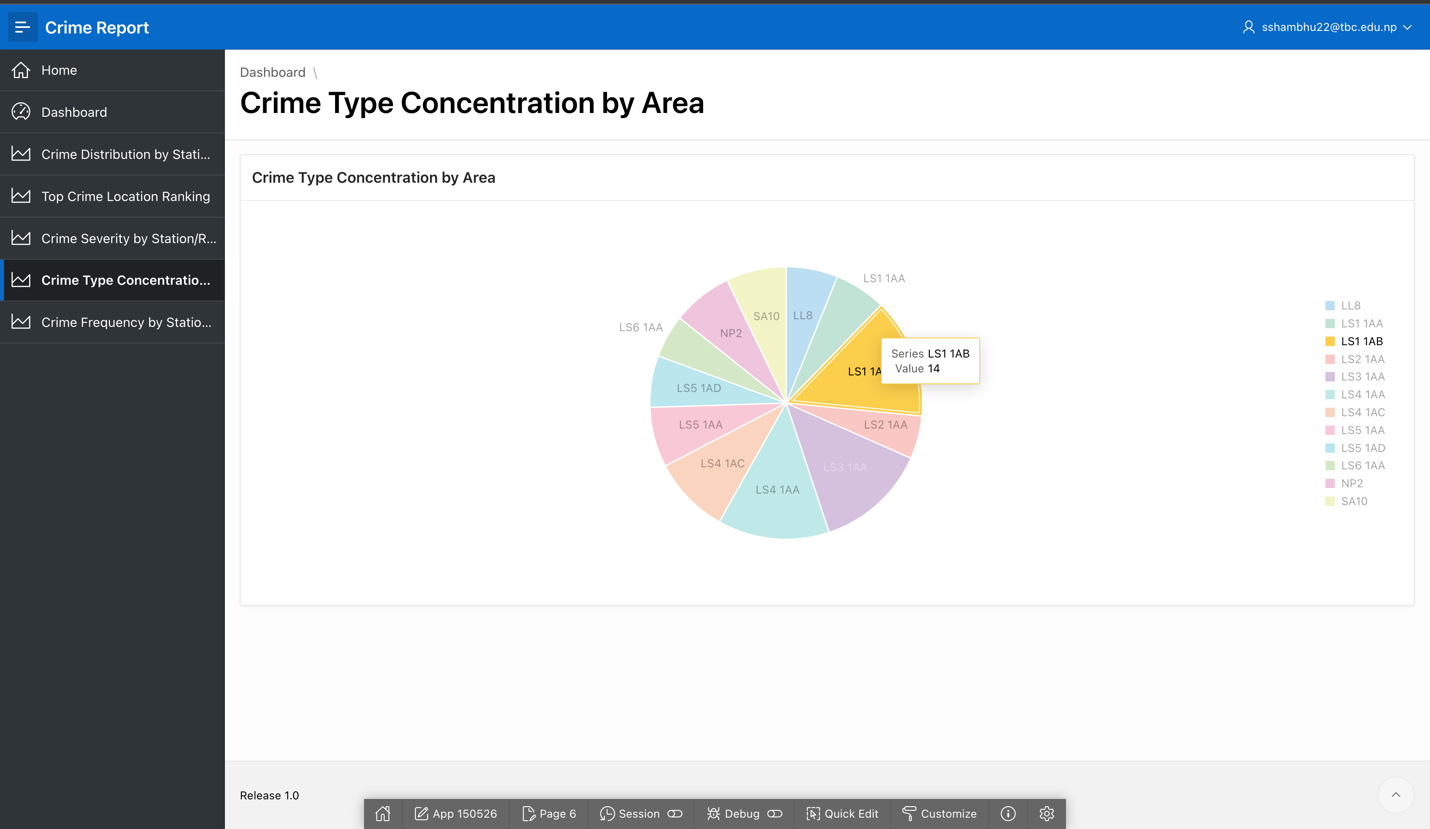 Crime Report
sshambhu22@tbc.edu.np
Home
Dashboard
Crime Distribution by Stati...
Top Crime Location Ranking
Crime Severity by Station/R...
Crime Type Concentratio...
Crime Frequency by Statio...
Dashboard \
Crime Type Concentration by Area
Crime Type Concentration by Area
LS1 1AA
SA10
LL8
LS6 1AA
NP2
Series LS1 1AB
Value 14
LS1 1A
LS5 1AD
LS5 1AA
LS2 1AA
LS4 1AC
LS3 1AA
LS4 1AA
LL8
LS1 1AA
LS1 1AB
LS2 1AA
LS3 1AA
LS4 1AA
LS4 1AC
LS5 1AA
LS5 1AD
LS6 1AA
NP2
SA10
Release 1.0
App 150526
Page 6
Session
Debug
Quick Edit
Customize